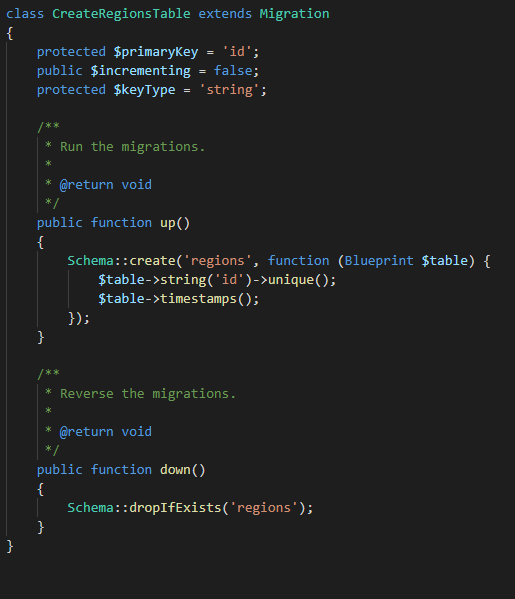 class CreateRegionsTable extends Migration
{
    protected $primaryKey = 'id';
    public $incrementing = false;
    protected $keyType = 'string';

    /**
     * Run the migrations.
     *
     * @return void
     */
    public function up()
    {
        Schema::create('regions', function (Blueprint $table) {
            $table->string('id')->unique();
            $table->timestamps();
        });
    }

    /**
     * Reverse the migrations.
     *
     * @return void
     */
    public function down()
    {
        Schema::dropIfExists('regions');
    }
}